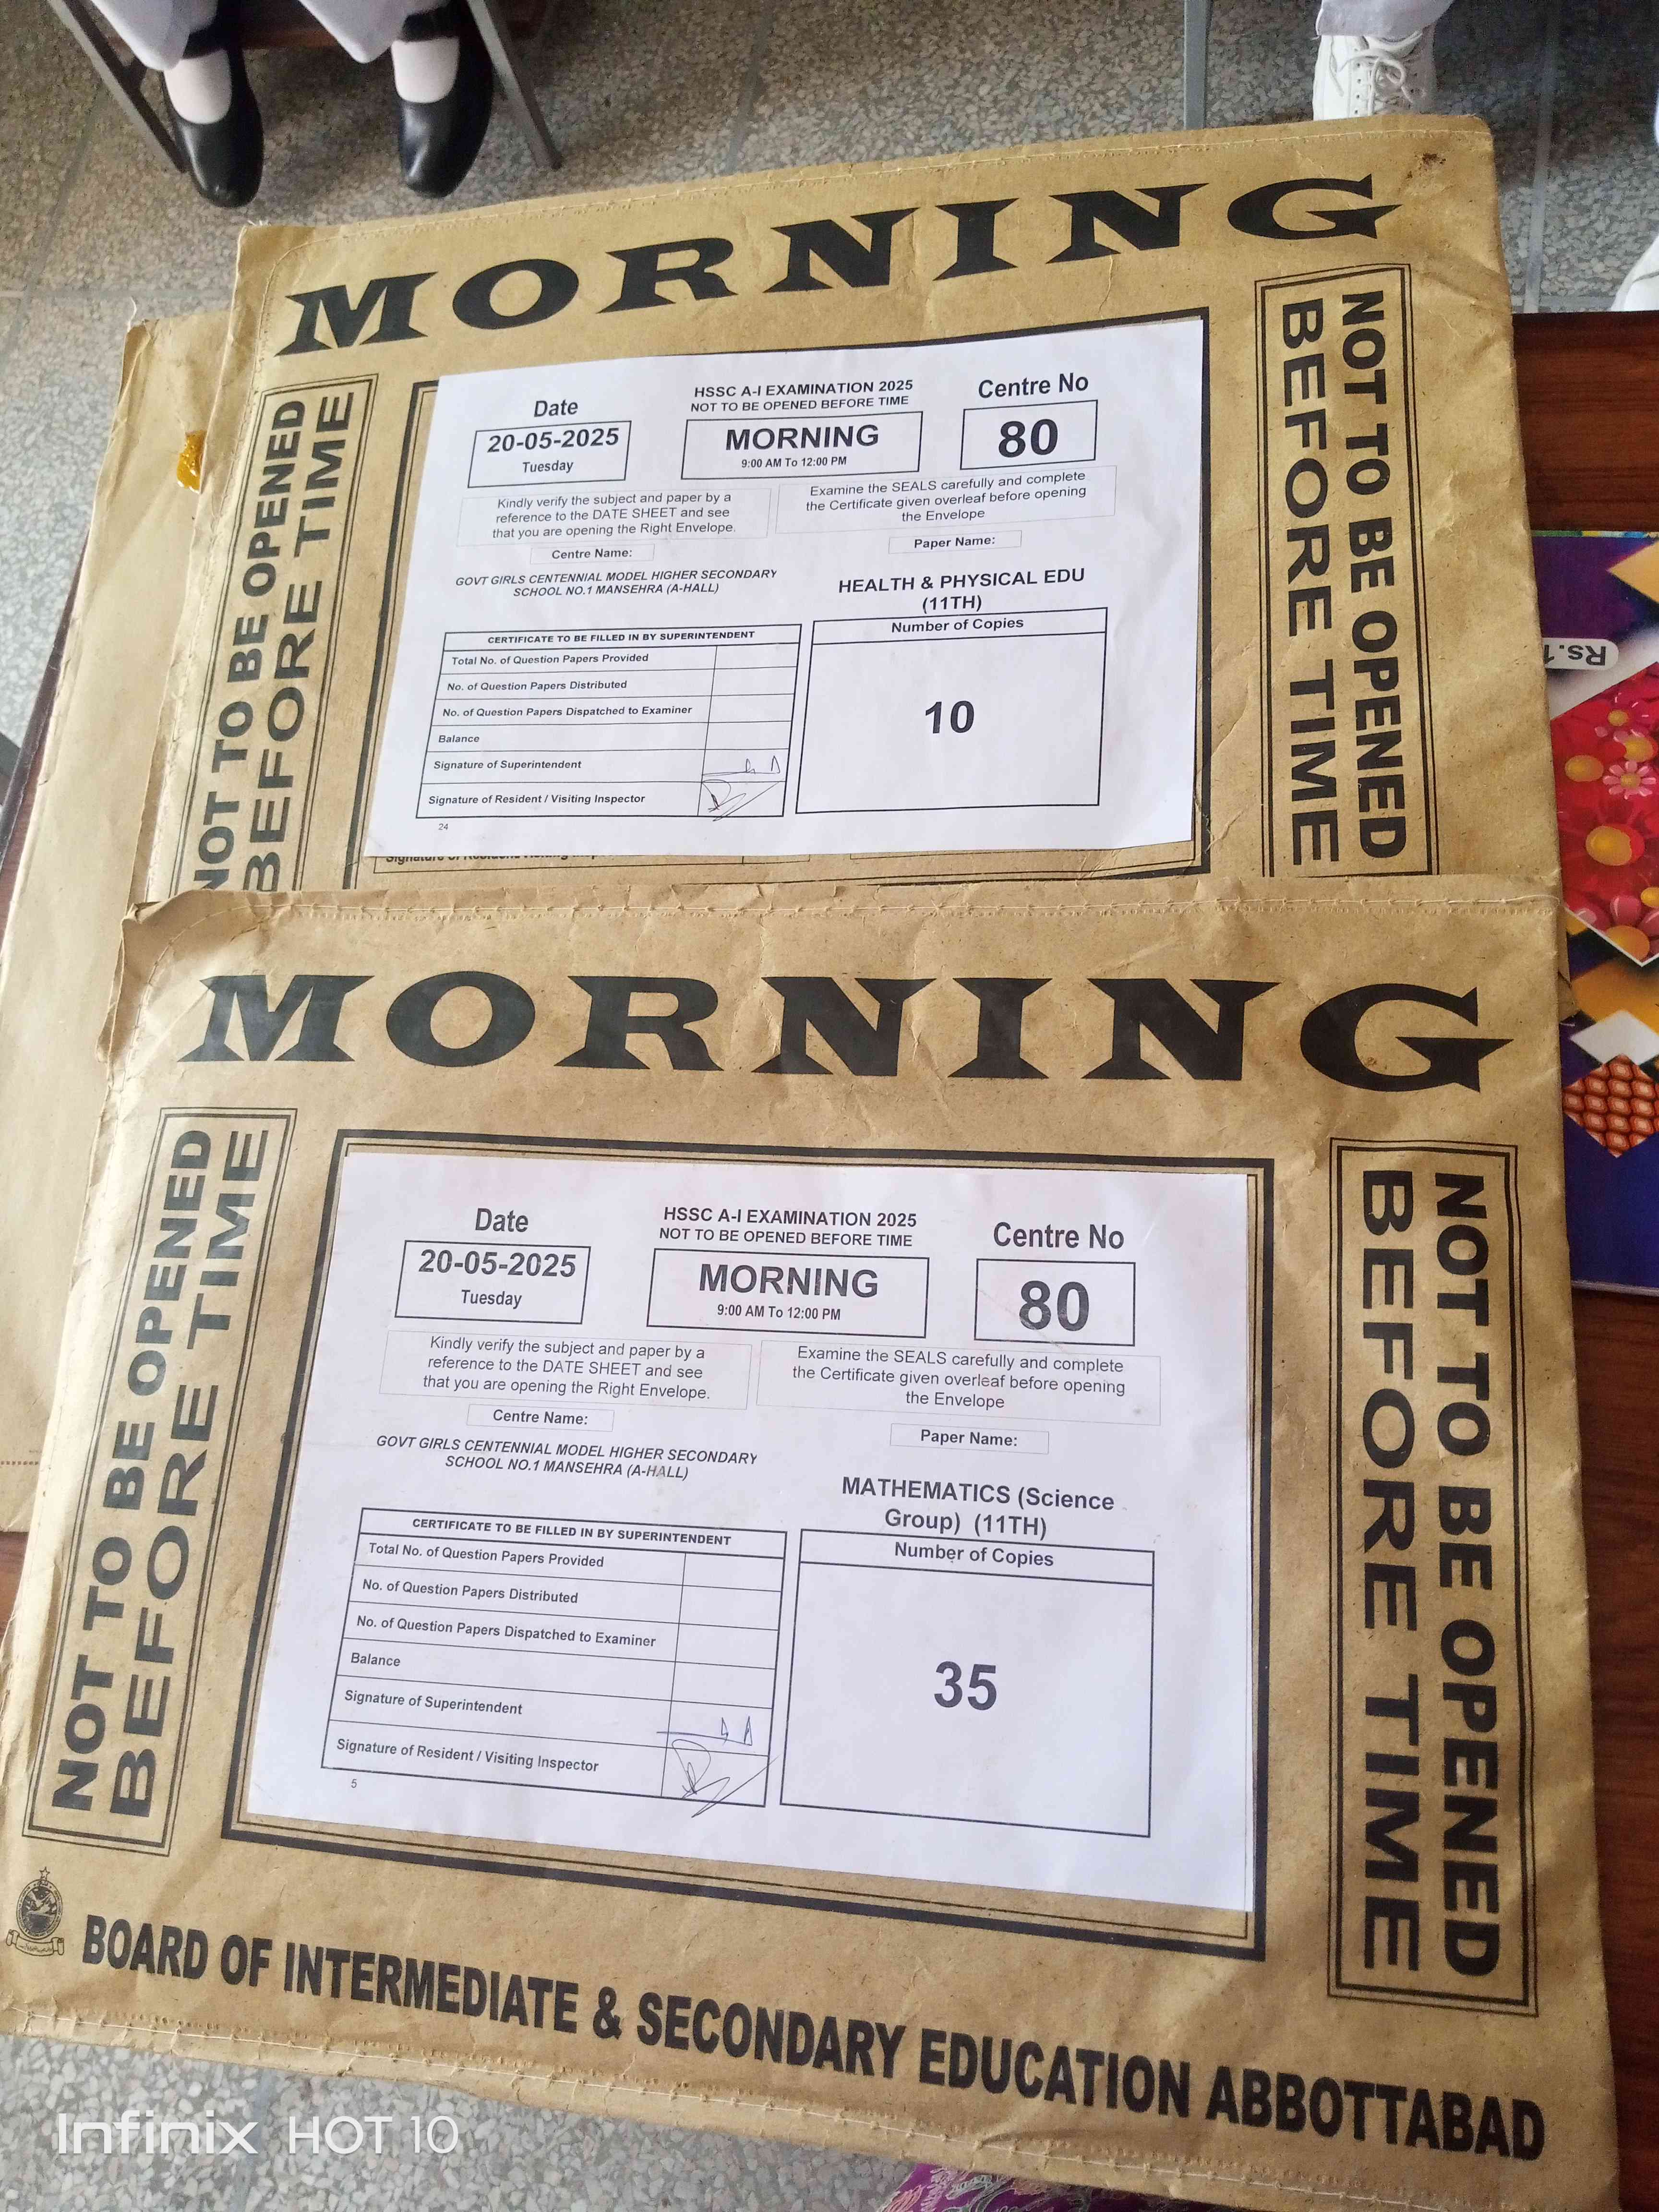 MORNING
NOT TO BE OPENED
BEFORE TIME
Date
20-05-2025
Tuesday
HSSC A-I EXAMINATION 2025
NOT TO BE OPENED BEFORE TIME
MORNING
9:00 AM To 12:00 PM
Centre No
80
Kindly verify the subject and paper by a
reference to the DATE SHEET and see
that you are opening the Right Envelope.
Examine the SEALS carefully and complete
the Certificate given overleaf before opening
the Envelope
Centre Name:
GOVT GIRLS CENTENNIAL MODEL HIGHER SECONDARY
SCHOOL NO.1 MANSEHRA (A-HALL)
Paper Name:
HEALTH & PHYSICAL EDU
(11TH)
CERTIFICATE TO BE FILLED IN BY SUPERINTENDENT
Total No. of Question Papers Provided
No. of Question Papers Distributed
No. of Question Papers Dispatched to Examiner
Balance
Signature of Superintendent
Signature of Resident / Visiting Inspector
24
Number of Copies
10
NOT TO BE OPENED
BEFORE TIME
Rs.1
MORNING
NOT TO BE OPENED
BEFORE TIME
Date
20-05-2025
Tuesday
HSSC A-I EXAMINATION 2025
NOT TO BE OPENED BEFORE TIME
MORNING
9:00 AM To 12:00 PM
Centre No
80
Kindly verify the subject and paper by a
reference to the DATE SHEET and see
that you are opening the Right Envelope.
Examine the SEALS carefully and complete
the Certificate given overleaf before opening
the Envelope
Centre Name:
GOVT GIRLS CENTENNIAL MODEL HIGHER SECONDARY
SCHOOL NO.1 MANSEHRA (A-HALL)
Paper Name:
MATHEMATICS (Science
Group) (11TH)
CERTIFICATE TO BE FILLED IN BY SUPERINTENDENT
Total No. of Question Papers Provided
No. of Question Papers Distributed
No. of Question Papers Dispatched to Examiner
Balance
Signature of Superintendent
Signature of Resident / Visiting Inspector
5
Number of Copies
35
NOT TO BE OPENED
BEFORE TIME
BOARD OF INTERMEDIATE & SECONDARY EDUCATION ABBOTTABAD
Infinix HOT 10